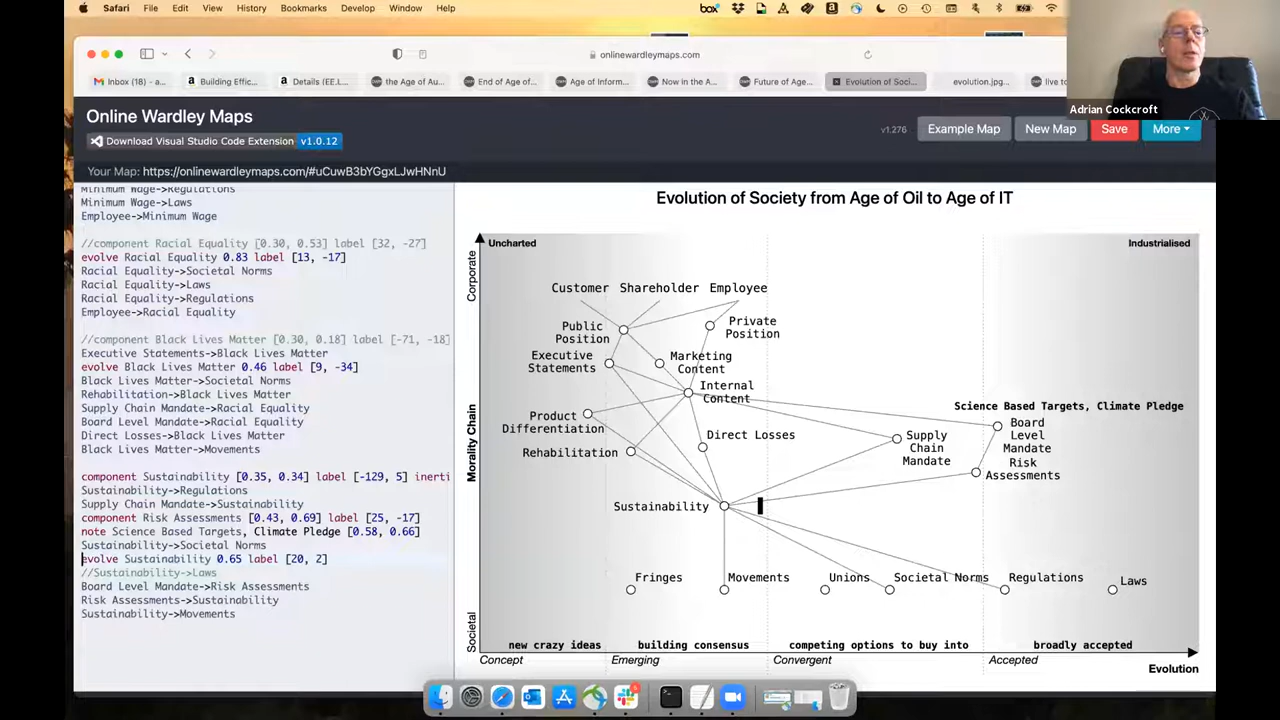 Safari File Edit View History Bookmarks Develop Window Help
box
onlinewardleymaps.com
Inbox (18) — a...
Building Effic...
Details (EE.L...
the Age of Au...
End of Age of...
Age of Inform...
Now in the A...
Future of Age...
Evolution of Soci...
evolution.jpg...
live to
Adrian Cockcroft
Online Wardley Maps
v1.276
Example Map
New Map
Save
More
Download Visual Studio Code Extension v1.0.12
Your Map: https://onlinewardleymaps.com/#uCuwB3bYGgxLJwHNnU
Minimum Wage->Regulations
Minimum Wage->Laws
Employee->Minimum Wage
//component Racial Equality [0.30, 0.53] label [32, -27]
evolve Racial Equality 0.83 label [13, -17]
Racial Equality->Societal Norms
Racial Equality->Laws
Racial Equality->Regulations
Employee->Racial Equality
//component Black Lives Matter [0.30, 0.18] label [-71, -18]
Executive Statements->Black Lives Matter
evolve Black Lives Matter 0.46 label [9, -34]
Black Lives Matter->Societal Norms
Rehabilitation->Black Lives Matter
Supply Chain Mandate->Racial Equality
Board Level Mandate->Racial Equality
Direct Losses->Black Lives Matter
Black Lives Matter->Movements
component Sustainability [0.35, 0.34] label [-129, 5] inerti
Sustainability->Regulations
Supply Chain Mandate->Sustainability
component Risk Assessments [0.43, 0.69] label [25, -17]
note Science Based Targets, Climate Pledge [0.58, 0.66]
Sustainability->Societal Norms
evolve Sustainability 0.65 label [20, 2]
//Sustainability->Laws
Board Level Mandate->Risk Assessments
Risk Assessments->Sustainability
Sustainability->Movements
Evolution of Society from Age of Oil to Age of IT
Uncharted
Industrialised
Corporate
Morality Chain
Societal
Customer Shareholder Employee
Public
Position
Private
Position
Executive
Statements
Marketing
Content
Internal
Content
Science Based Targets, Climate Pledge
Product
Differentiation
Direct Losses
Supply
Chain
Mandate
Board
Level
Mandate
Rehabilitation
Risk
Assessments
Sustainability
Fringes
Movements
Unions
Societal Norms
Regulations
Laws
new crazy ideas
building consensus
competing options to buy into
broadly accepted
Concept
Emerging
Convergent
Accepted
Evolution